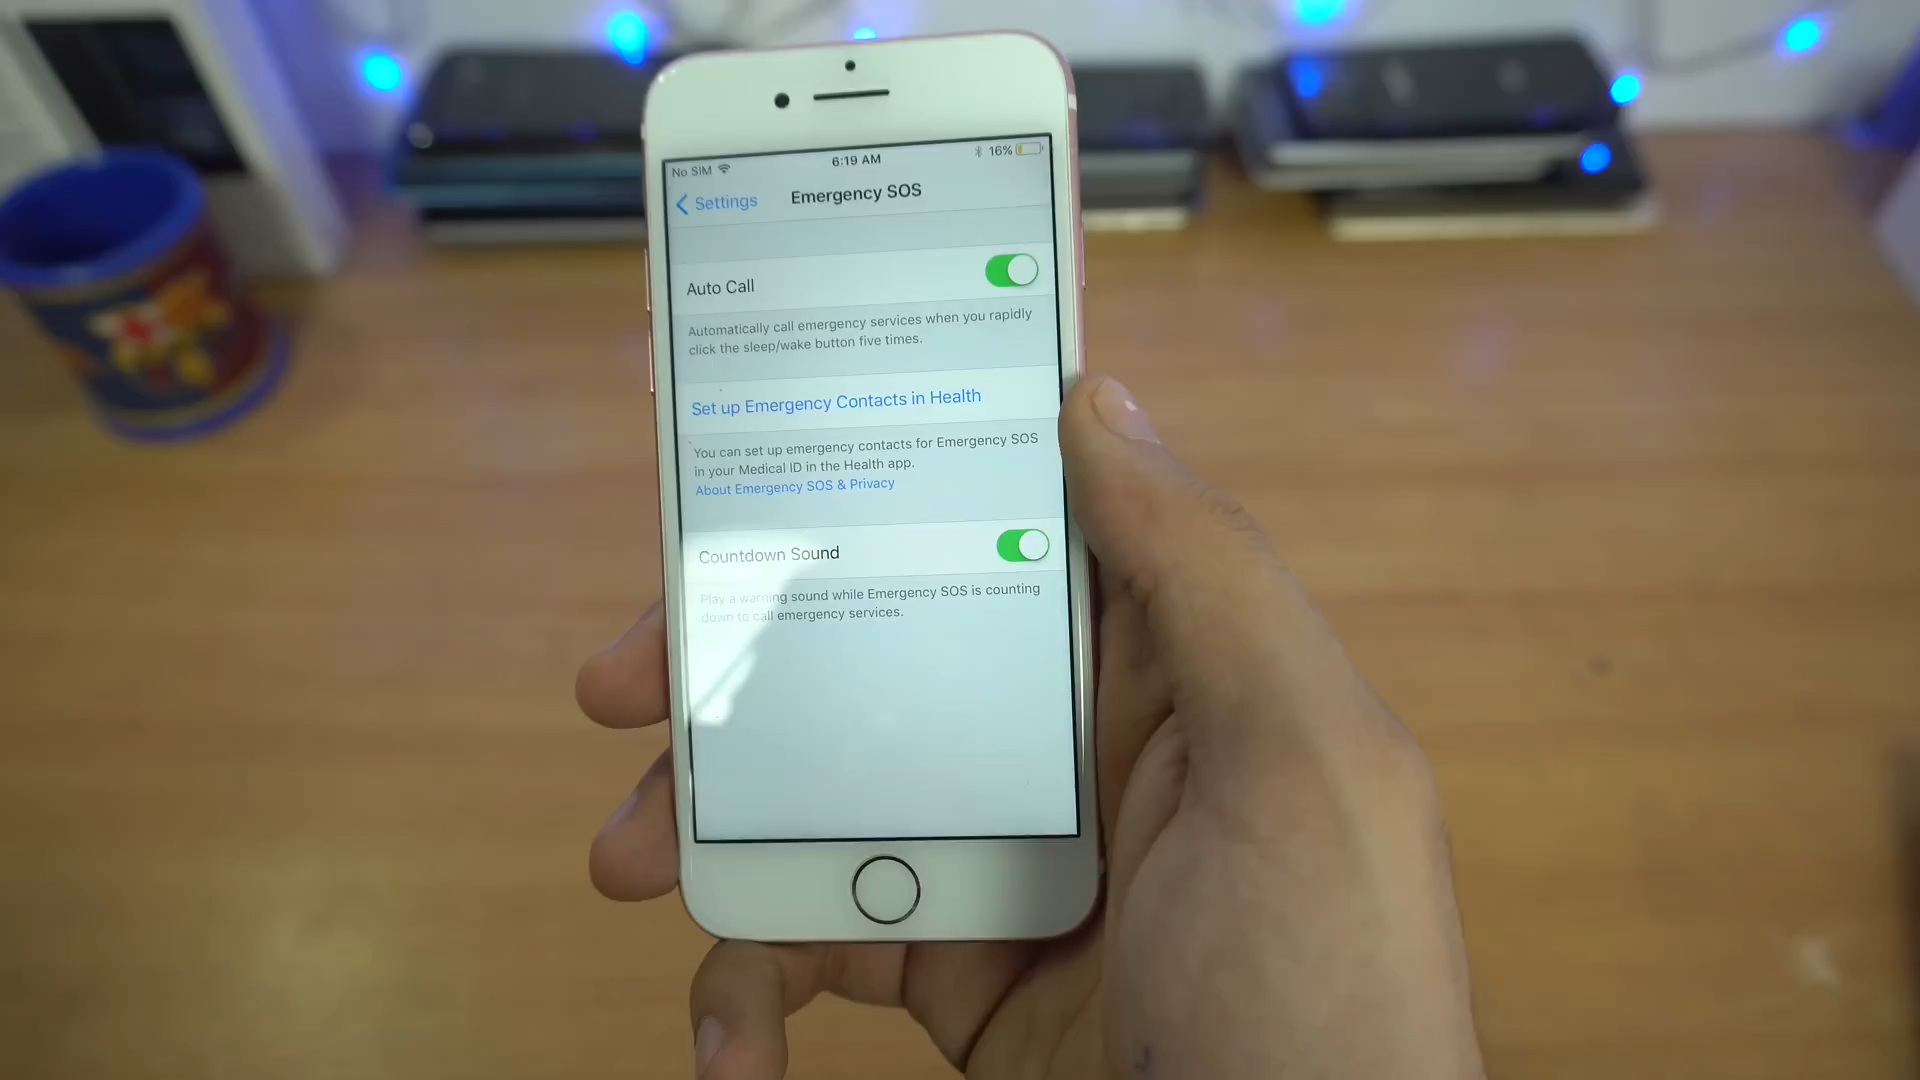 No SIM 6:19 AM 16%
Settings Emergency SOS
Auto Call
Automatically call emergency services when you rapidly
click the sleep/wake button five times.
Set up Emergency Contacts in Health
You can set up emergency contacts for Emergency SOS
in your Medical ID in the Health app.
About Emergency SOS & Privacy
Countdown Sound
Play a warning sound while Emergency SOS is counting
down to call emergency services.